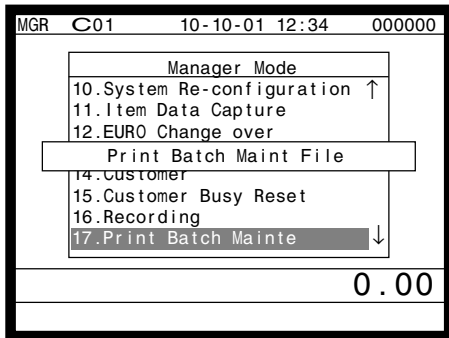 MGR C01 10-10-01 12:34 000000
Manager Mode
10.System Re-configuration ↑
11.Item Data Capture
12.EURO Change over
Print Batch Maint File
14.Customer
15.Customer Busy Reset
16.Recording
17.Print Batch Mainte ↓
0.00